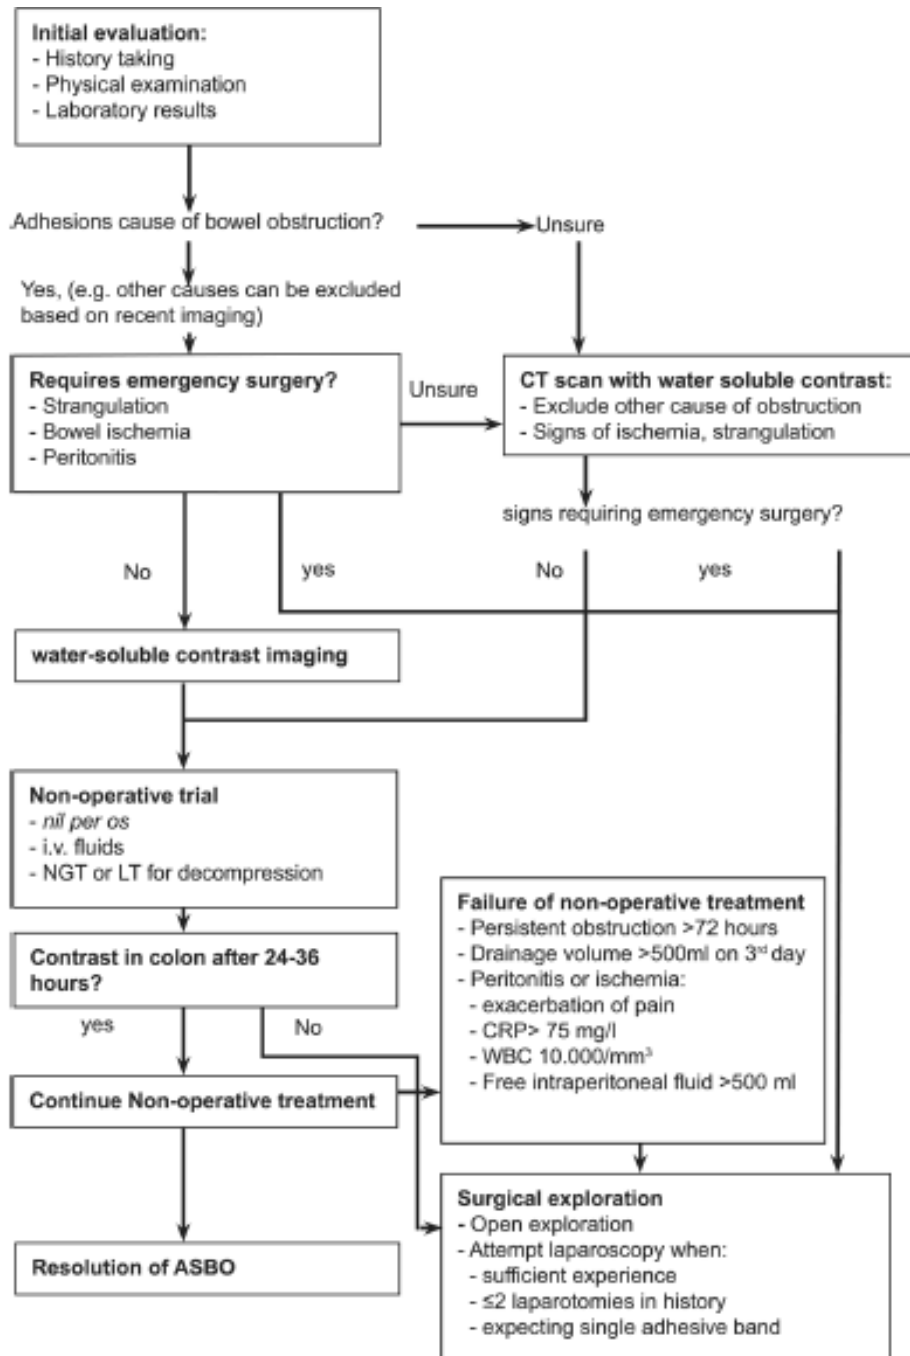 Initial evaluation:
- History taking
- Physical examination
- Laboratory results
.Adhesions cause of bowel obstruction?
Unsure
Yes, (e.g. other causes can be excluded
based on recent imaging)
Requires emergency surgery?
- Strangulation
- Bowel ischemia
- Peritonitis
Unsure
CT scan with water soluble contrast:
- Exclude other cause of obstruction
- Signs of ischemia, strangulation
signs requiring emergency surgery?
No
yes
No
yes
water-soluble contrast imaging
Non-operative trial
- nil per os
- i.v. fluids
- NGT or LT for decompression
Contrast in colon after 24-36
hours?
yes
No
Continue Non-operative treatment
Failure of non-operative treatment
- Persistent obstruction >72 hours
- Drainage volume >500ml on 3rd day
- Peritonitis or ischemia:
- exacerbation of pain
- CRP> 75 mg/l
- WBC 10.000/mm³
- Free intraperitoneal fluid >500 ml
Resolution of ASBO
Surgical exploration
- Open exploration
- Attempt laparoscopy when:
- sufficient experience
- ≤2 laparotomies in history
- expecting single adhesive band